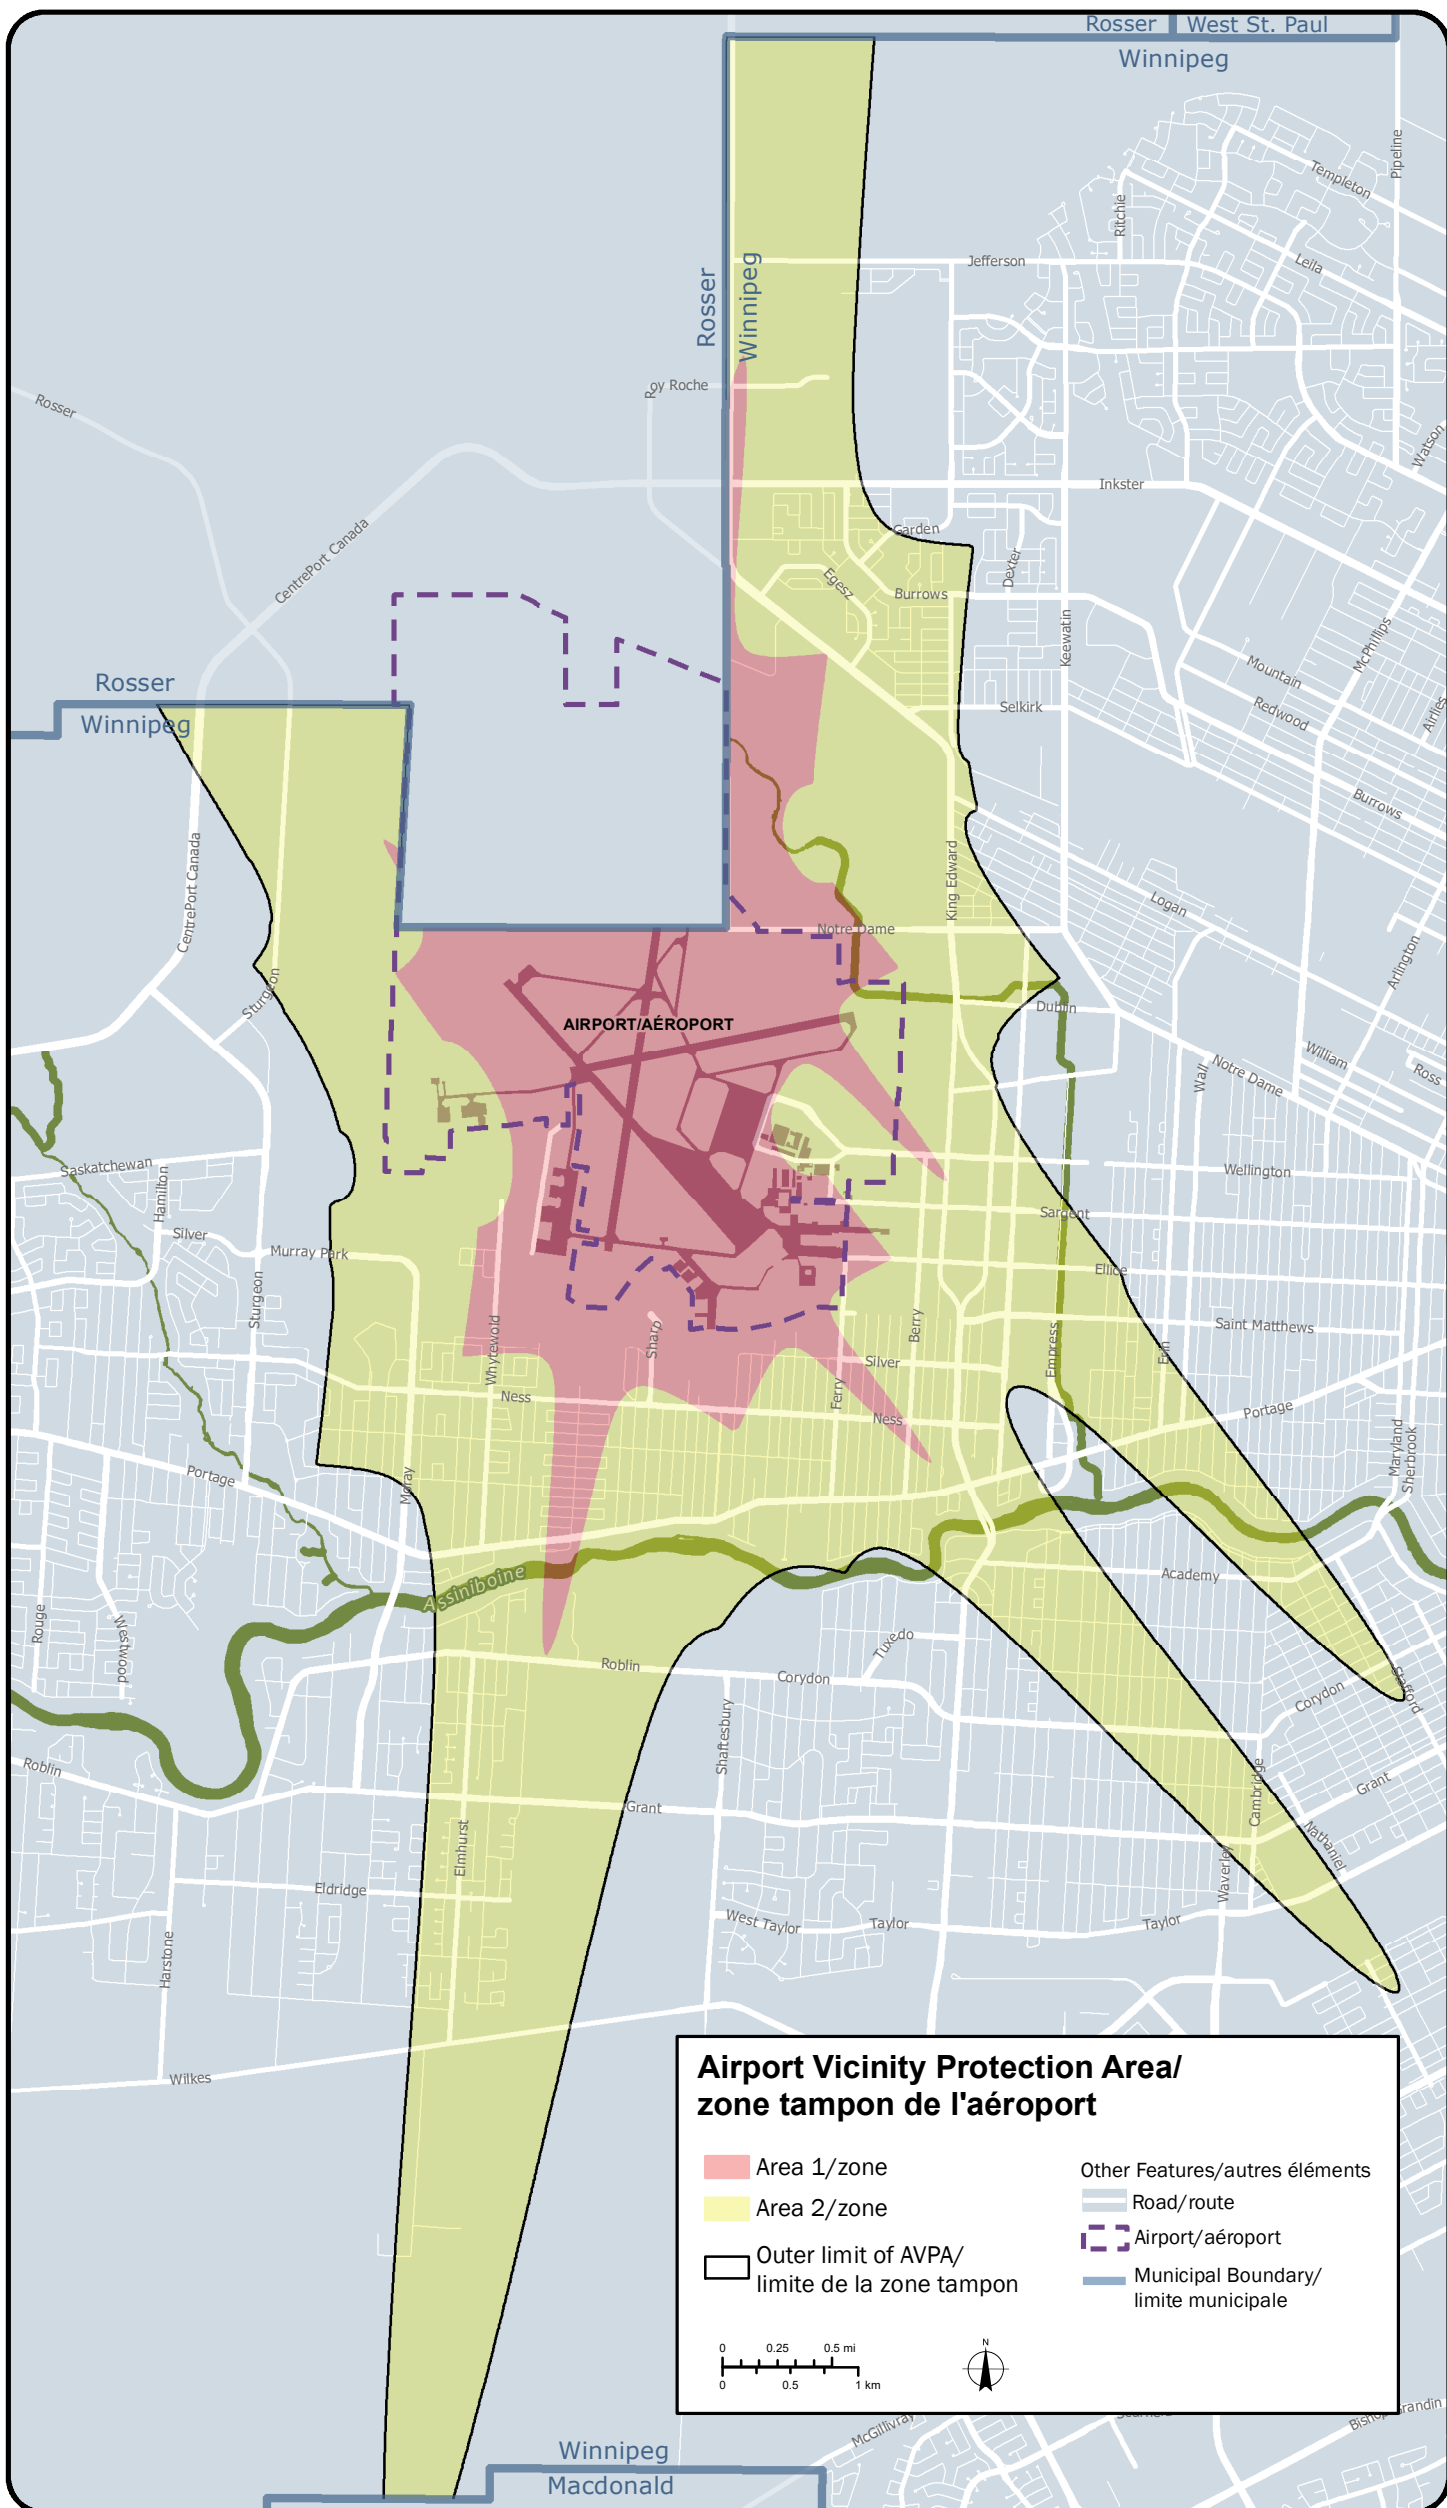 Rosser
West St. Paul
Winnipeg
Pipeline
Templeton
Ritchie
Leila
Jefferson
Rosser
Winnipeg
Roy Roche
Rosser
Watson
Inkster
CentrePort Canada
Garden
Dexter
Egesz
Burrows
Keewatin
McPhillips
Mountain
Redwood
Airlies
Rosser
Winnipeg
Selkirk
Burrows
CentrePort Canada
King Edward
Logan
Notre Dame
Arlington
Sturgeon
Dublin
AIRPORT/AÉROPORT
William
Ross
Notre Dame
Wall
Saskatchewan
Hamilton
Wellington
Silver
Murray Park
Sargent
Ellice
Sturgeon
Whytewold
Sharp
Berry
Saint Matthews
Empress
Erin
Silver
Ferry
Ness
Ness
Portage
Maryland
Sherbrook
Portage
Moray
Assiniboine
Academy
Rouge
Westwood
Tuxedo
Roblin
Corydon
Corydon
Stafford
Shaftesbury
Roblin
Grant
Cambridge
Grant
Nathaniel
Elmhurst
Waverley
Eldridge
West Taylor
Taylor
Taylor
Harstone
Wilkes
Airport Vicinity Protection Area/
zone tampon de l'aéroport
Area 1/zone
Area 2/zone
Outer limit of AVPA/
limite de la zone tampon
Other Features/autres éléments
Road/route
Airport/aéroport
Municipal Boundary/
limite municipale
0 0.25 0.5 mi
0 0.5 1 km
N
McGillivray
Winnipeg
Macdonald